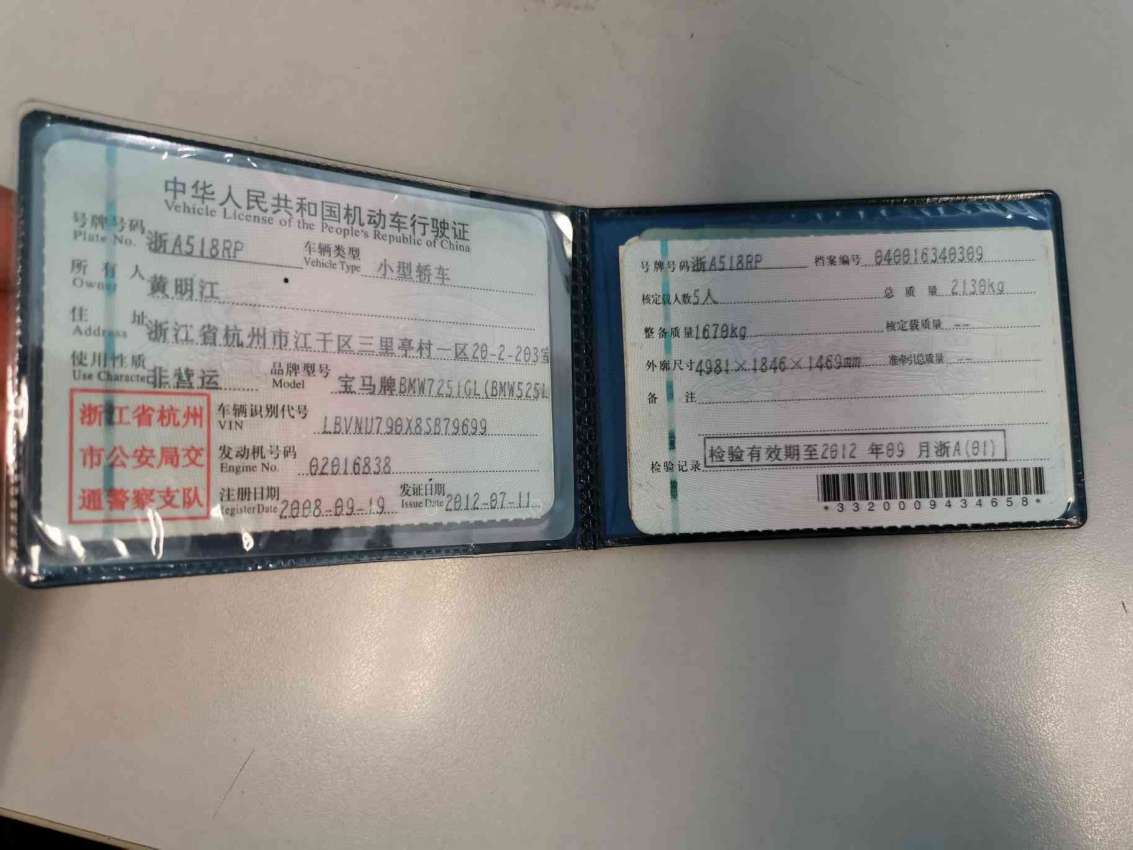 中华人民共和国机动车行驶证
Vehicle License of the People's Republic of China
号牌号码 浙A518RP 车辆类型 小型轿车
Plate No. Vehicle Type
所有人 黄明江
Owner
住址 浙江省杭州市江干区三里亭村一区20-2-203室
Address
使用性质 非营运 品牌型号 宝马牌BMW7251GL(BMW525L
Use Character Model
浙江省杭州
市公安局交
通警察支队
车辆识别代号 LBVNU790X8SB79699
VIN
发动机号码 02016838
Engine No.
注册日期 2008-09-19 发证日期 2012-07-11
Register Date Issue Date
号牌号码 浙A518RP 档案编号 040016340309
核定载人数 5人 总质量 2130kg
整备质量 1670kg 核定载质量 --
外廓尺寸 4981×1846×1469mm 准牵引总质量 --
备注
检验记录 检验有效期至2012 年09 月浙A(01)
*3320009434658*